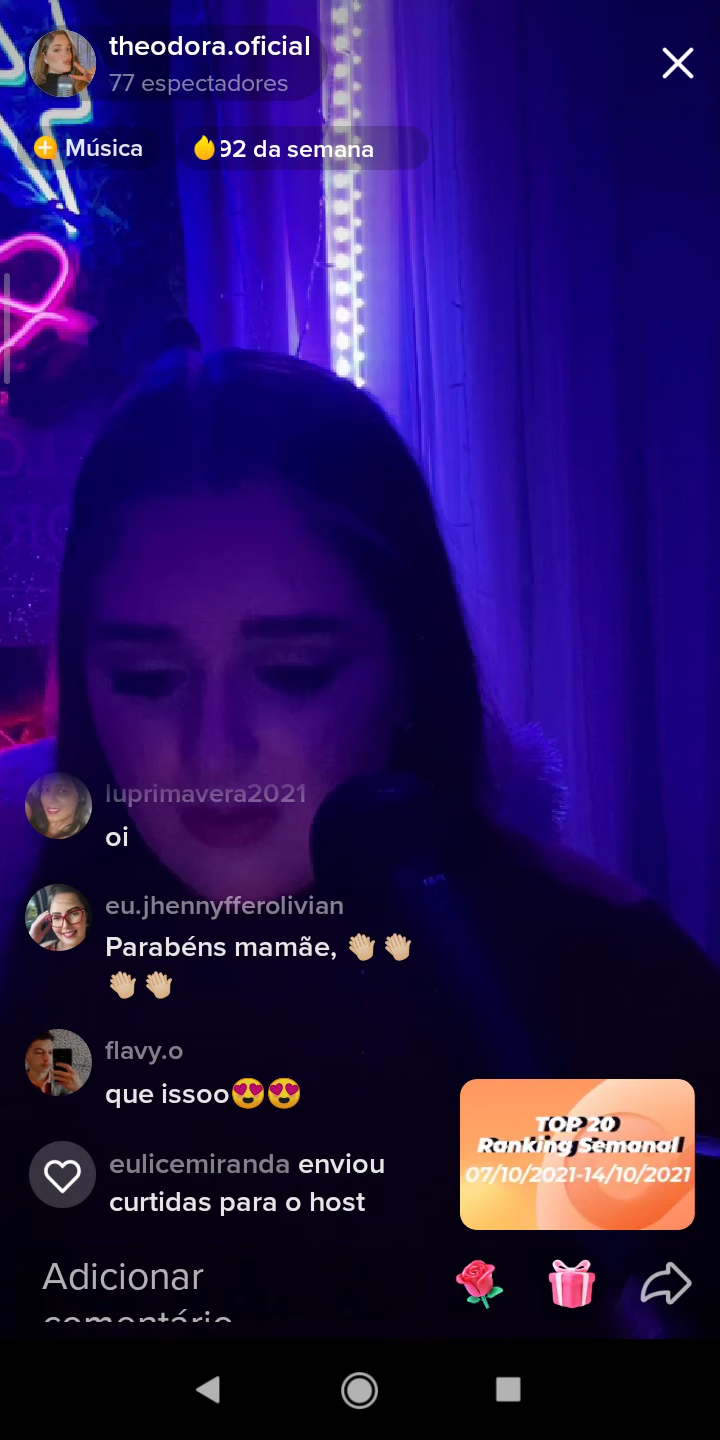 theodora.oficial
77 espectadores
Música
92 da semana
luprimavera2021
oi
eu.jhennyfferolivian
Parabéns mamãe, 👏🏼👏🏼
👏🏼👏🏼
flavy.o
que issoo😍😍
eulicemiranda enviou
curtidas para o host
TOP 20
Ranking Semanal
07/10/2021-14/10/2021
Adicionar
comentário